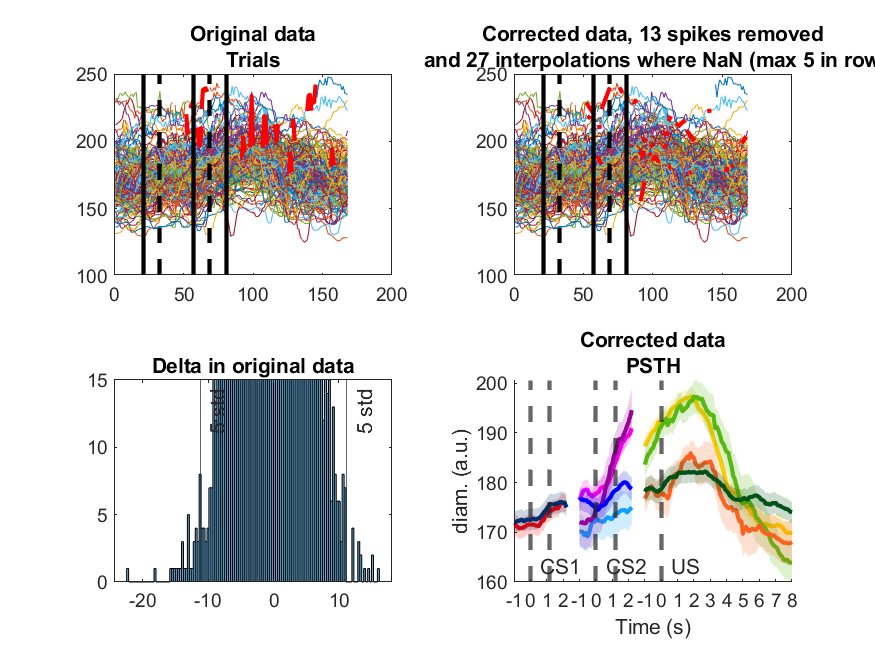 Original data
Trials
250
200
150
100
0
50
100
150
200
Corrected data, 13 spikes removed
and 27 interpolations where NaN (max 5 in row
250
200
150
100
0
50
100
150
200
Delta in original data
15
10
5
0
-20
-10
0
10
5 std
5 std
Corrected data
PSTH
200
190
180
170
160
diam. (a.u.)
CS1
CS2
US
-1 0 1 2 -1 0 1 2 -1 0 1 2 3 4 5 6 7 8
Time (s)